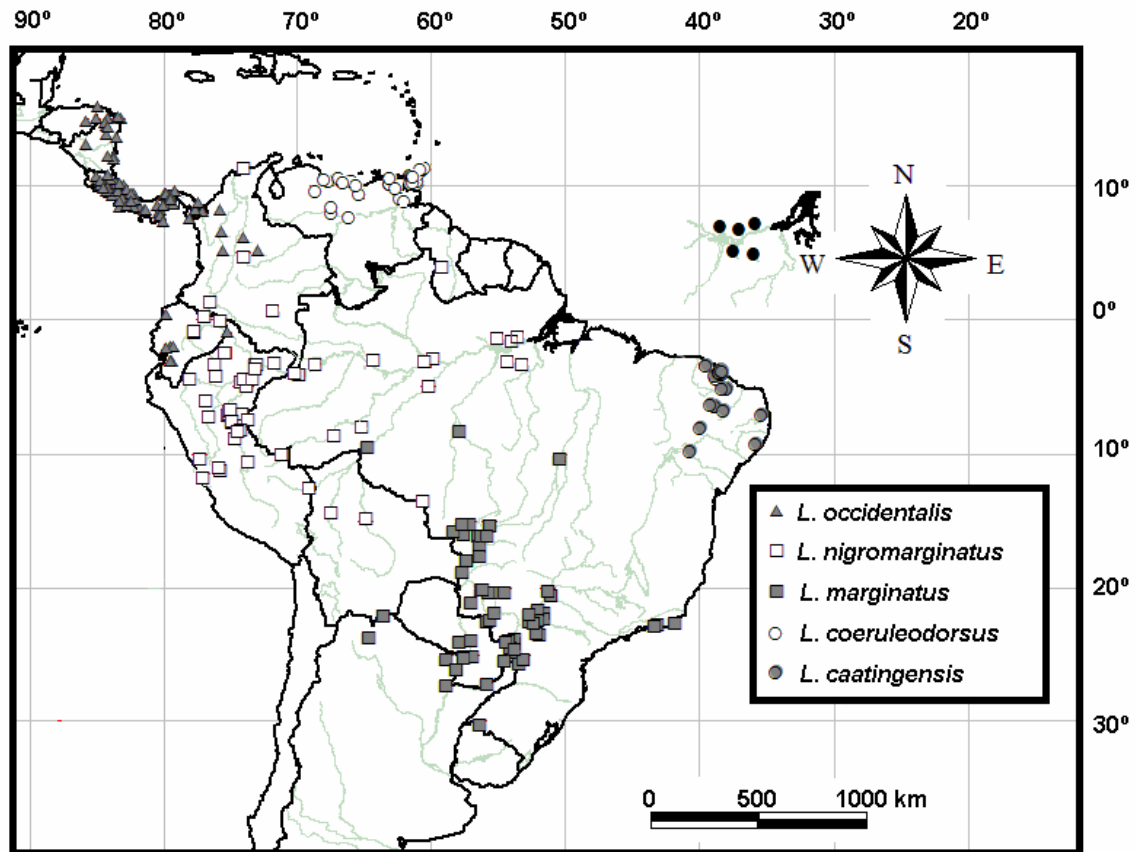 90º 80º 70º 60º 50º 40º 30º 20º
10º
0º
10º
20º
30º
N
W
E
S
L. occidentalis
L. nigromarginatus
L. marginatus
L. coeruleodorsus
L. caatingensis
0 500 1000 km